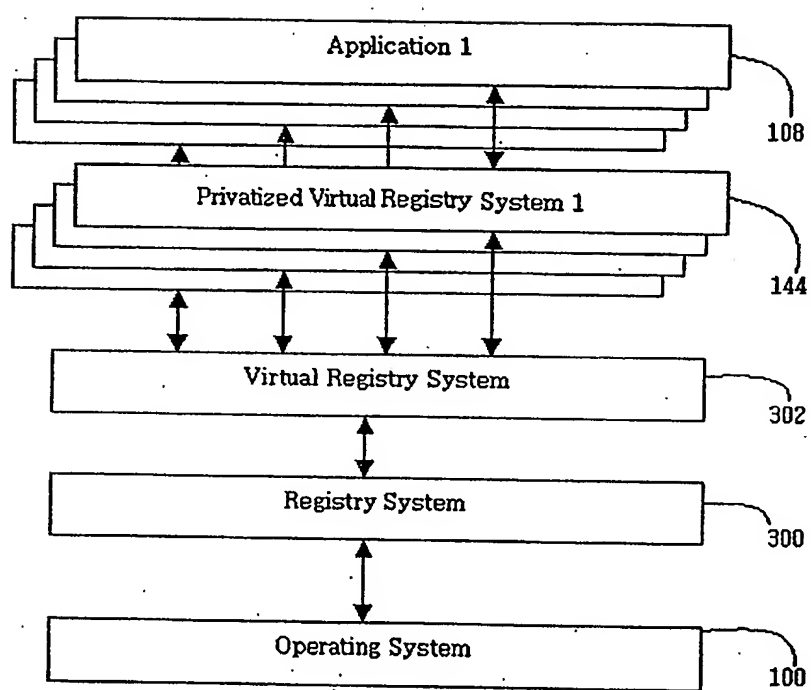 Application 1
108
Privatized Virtual Registry System 1
144
Virtual Registry System
302
Registry System
300
Operating System
100